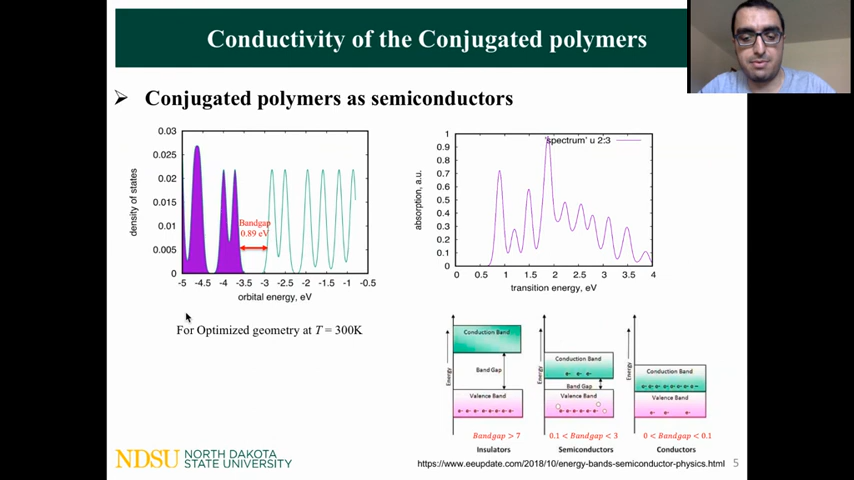 Conductivity of the Conjugated polymers
➢ Conjugated polymers as semiconductors
0.03
0.025
0.02
0.015
0.01
0.005
0
density of states
Bandgap
0.89 eV
-5 -4.5 -4 -3.5 -3 -2.5 -2 -1.5 -1 -0.5
orbital energy, eV
For Optimized geometry at T = 300K
1
0.9
0.8
0.7
0.6
0.5
0.4
0.3
0.2
0.1
0
absorption, a.u.
'spectrum' u 2:3
0 0.5 1 1.5 2 2.5 3 3.5 4
transition energy, eV
Energy
Conduction Band
Band Gap
Valence Band
Bandgap > 7
Insulators
Energy
Conduction Band
Band Gap
Valence Band
0.1 < Bandgap < 3
Semiconductors
Energy
Conduction Band
Valence Band
0 < Bandgap < 0.1
Conductors
NDSU NORTH DAKOTA
STATE UNIVERSITY
https://www.eeupdate.com/2018/10/energy-bands-semiconductor-physics.html 5